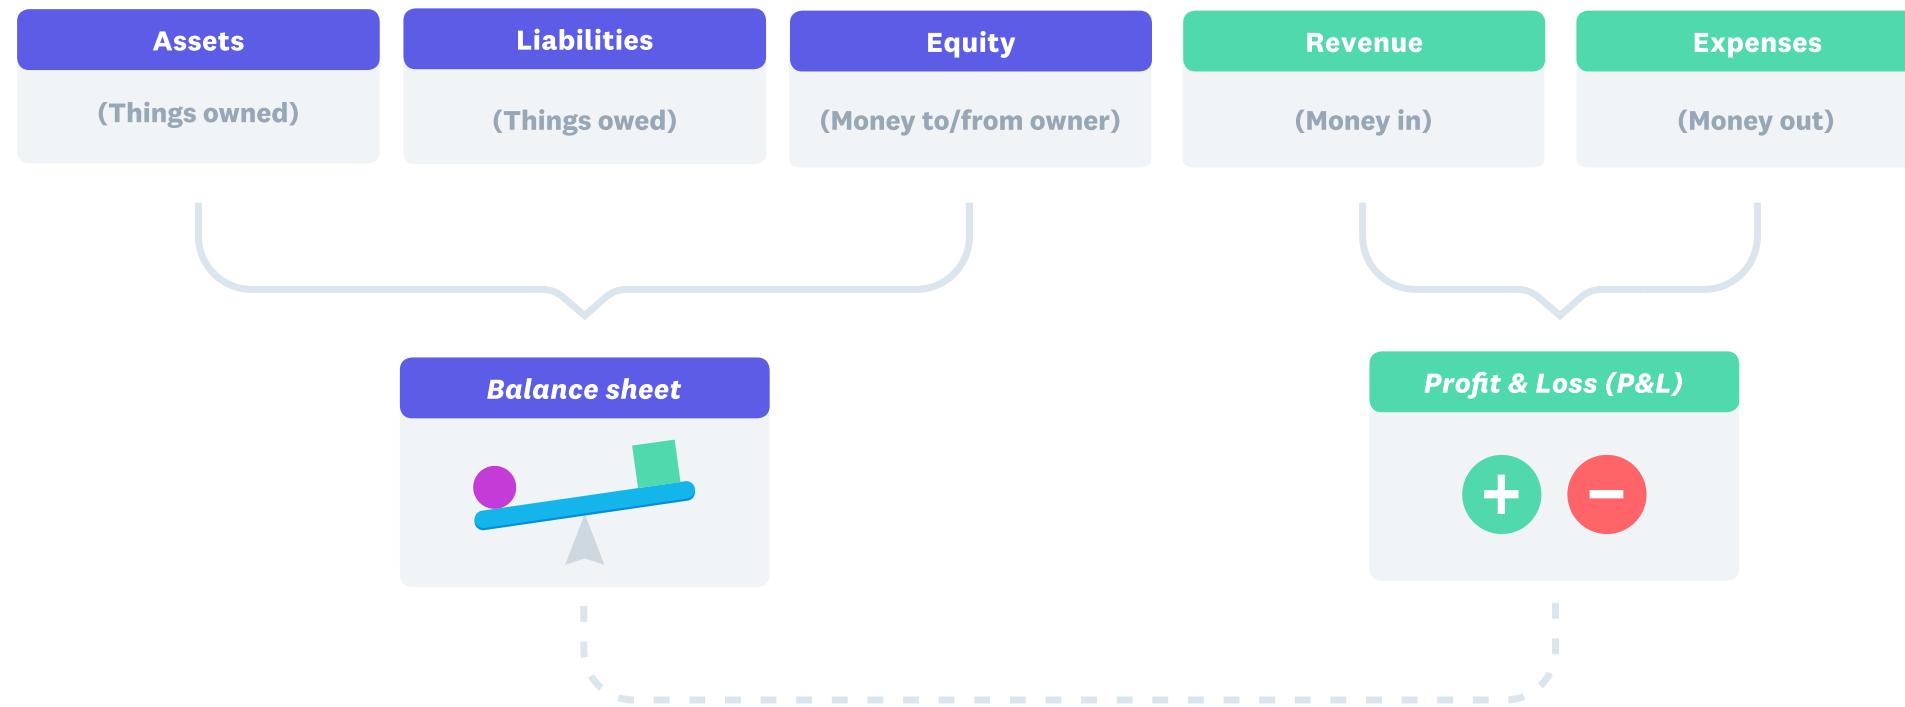 Assets
Liabilities
Equity
Revenue
Expenses
(Things owned)
(Things owed)
(Money to/from owner)
(Money in)
(Money out)
Balance sheet
Profit & Loss (P&L)